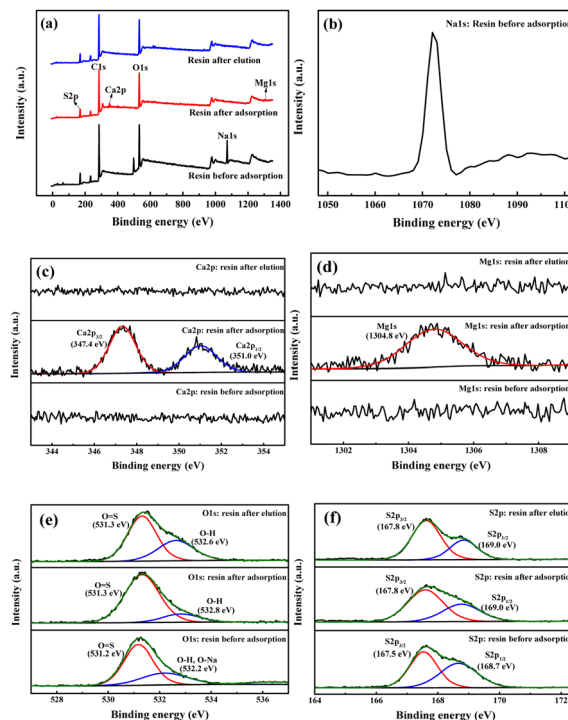 (a)
Resin after elution
C1s
O1s
S2p
Ca2p
Mg1s
Resin after adsorption
Na1s
Resin before adsorption
Intensity (a.u.)
0 200 400 600 800 1000 1200 1400
Binding energy (eV)
(b)
Na1s: Resin before adsorption
Intensity (a.u.)
1050 1060 1070 1080 1090
Binding energy (eV)
(c)
Ca2p: resin after elution
Ca2p3/2
(347.4 eV)
Ca2p: resin after adsorption
Ca2p1/2
(351.0 eV)
Ca2p: resin before adsorption
Intensity (a.u.)
344 346 348 350 352 354
Binding energy (eV)
(d)
Mg1s: resin after elution
Mg1s
(1304.8 eV)
Mg1s: resin after adsorption
Mg1s: resin before adsorption
Intensity (a.u.)
1302 1304 1306 1308
Binding energy (eV)
(e)
O1s: resin after elution
O=S
(531.3 eV)
O-H
(532.6 eV)
O1s: resin after adsorption
O=S
(531.3 eV)
O-H
(532.8 eV)
O1s: resin before adsorption
O=S
(531.2 eV)
O-H, O-Na
(532.2 eV)
Intensity (a.u.)
528 530 532 534 536
Binding energy (eV)
(f)
S2p: resin after elution
S2p3/2
(167.8 eV)
S2p1/2
(169.0 eV)
S2p: resin after adsorption
S2p3/2
(167.8 eV)
S2p1/2
(169.0 eV)
S2p: resin before adsorption
S2p3/2
(167.5 eV)
S2p1/2
(168.7 eV)
Intensity (a.u.)
164 166 168 170 172
Binding energy (eV)